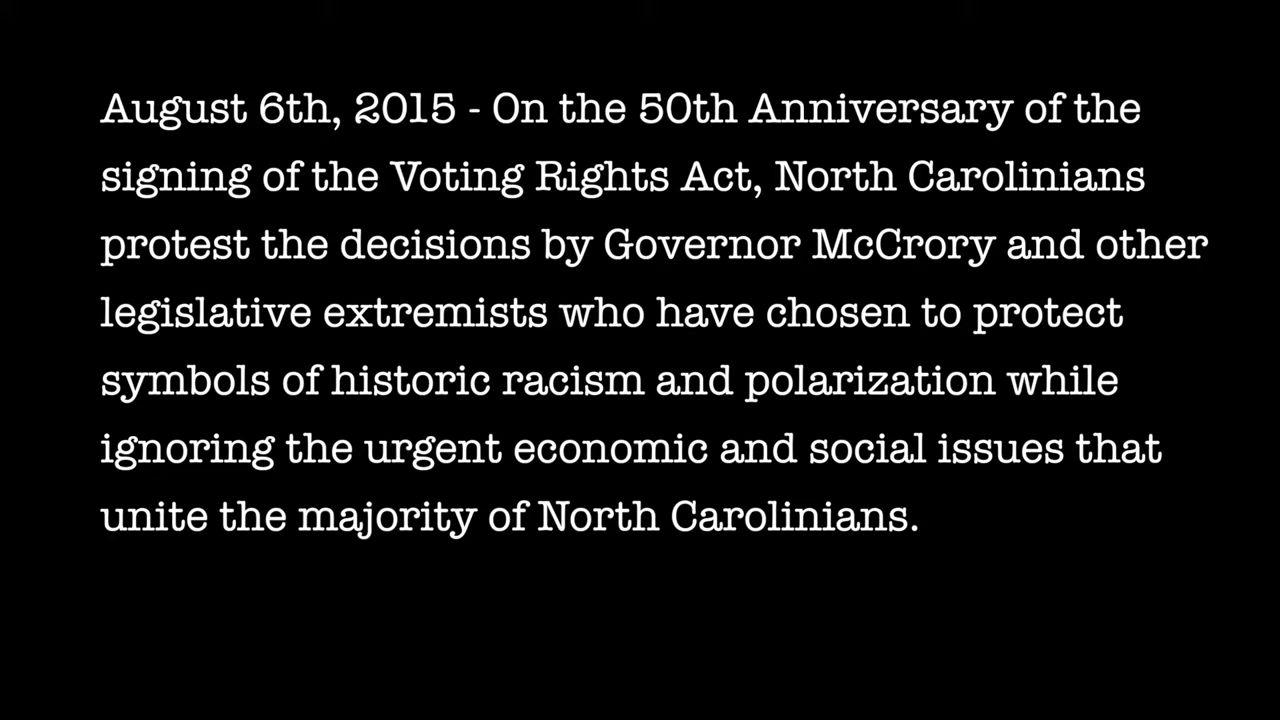 August 6th, 2015 - On the 50th Anniversary of the
signing of the Voting Rights Act, North Carolinians
protest the decisions by Governor McCrory and other
legislative extremists who have chosen to protect
symbols of historic racism and polarization while
ignoring the urgent economic and social issues that
unite the majority of North Carolinians.